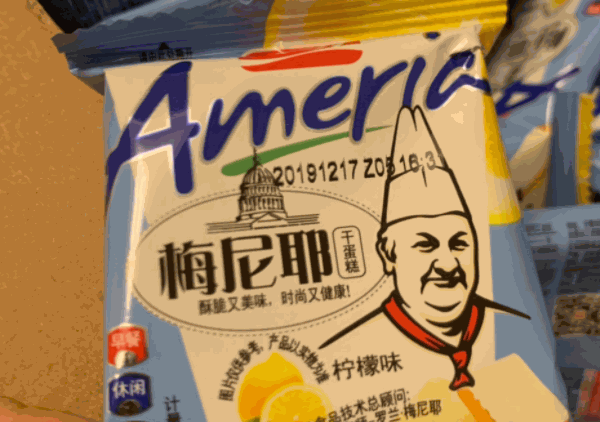 America
20191217 Z05 16:3
梅尼耶
干蛋糕
酥脆又美味，时尚又健康!
早餐
休闲
图片仅供参考，产品以实物为准
柠檬味
食品技术总顾问:
罗兰·梅尼耶